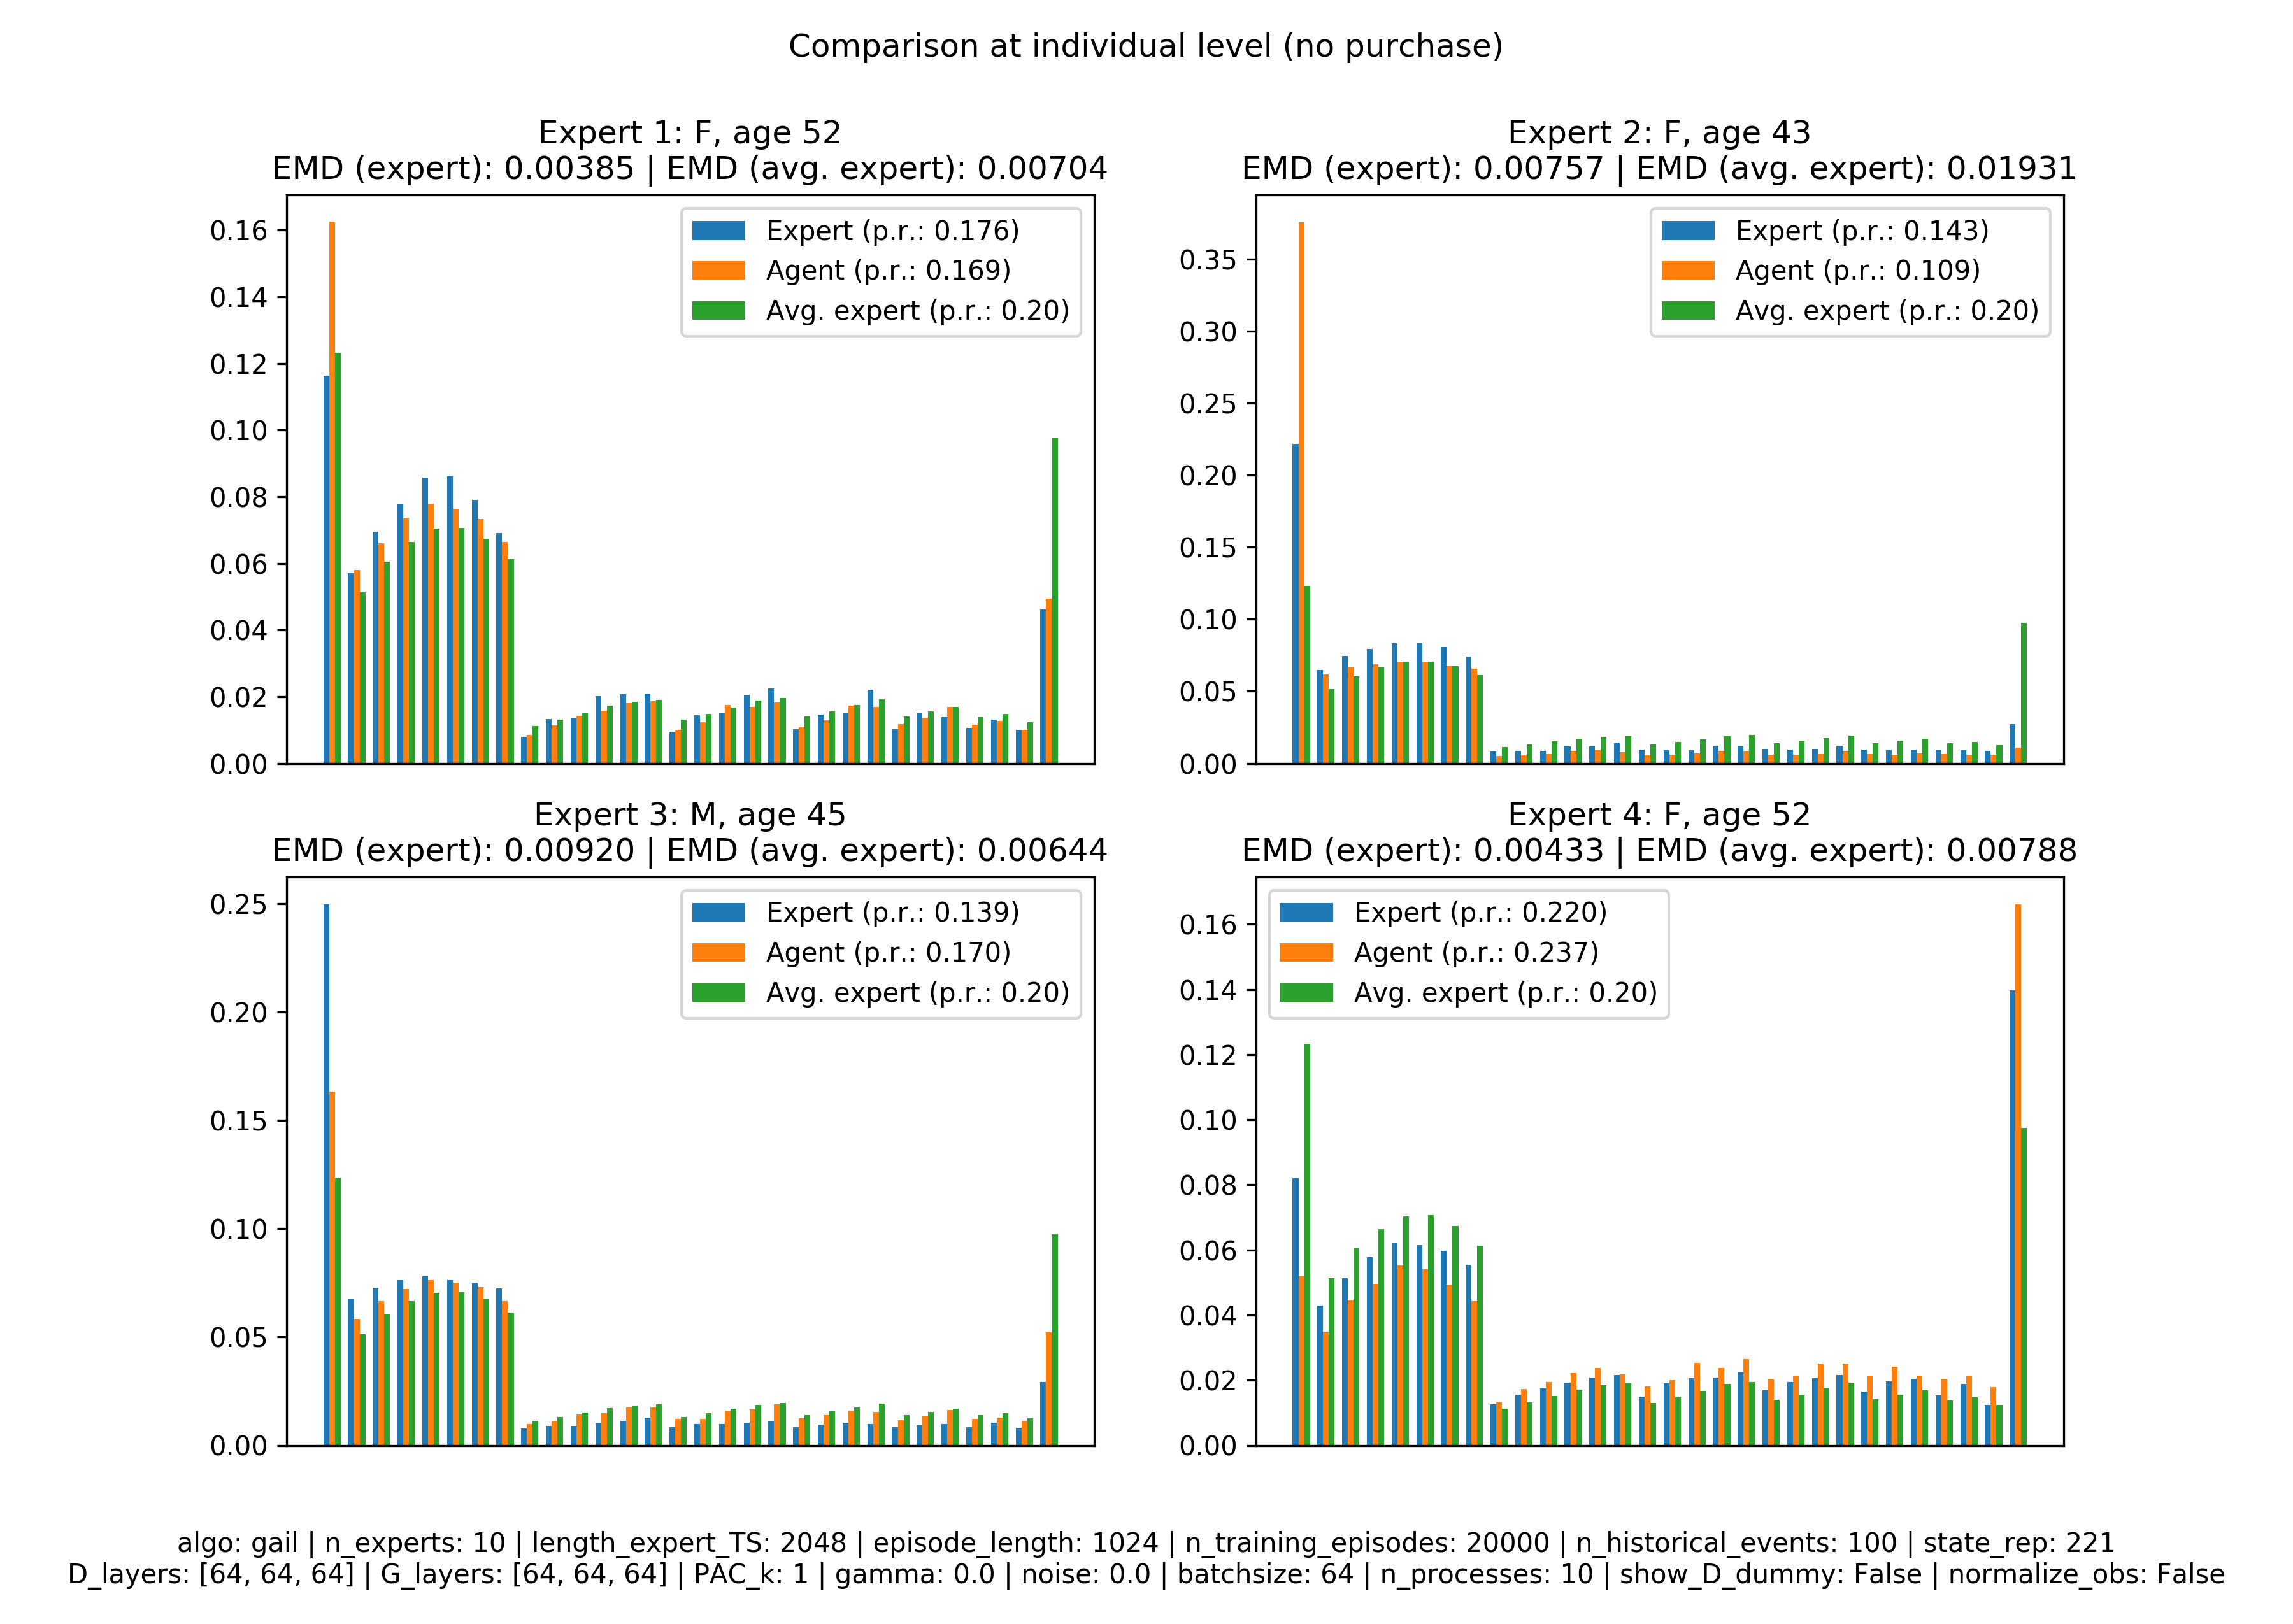 Comparison at individual level (no purchase)
Expert 1: F, age 52
EMD (expert): 0.00385 | EMD (avg. expert): 0.00704
0.16
0.14
0.12
0.10
0.08
0.06
0.04
0.02
0.00
Expert (p.r.: 0.176)
Agent (p.r.: 0.169)
Avg. expert (p.r.: 0.20)
Expert 2: F, age 43
EMD (expert): 0.00757 | EMD (avg. expert): 0.01931
0.35
0.30
0.25
0.20
0.15
0.10
0.05
0.00
Expert (p.r.: 0.143)
Agent (p.r.: 0.109)
Avg. expert (p.r.: 0.20)
Expert 3: M, age 45
EMD (expert): 0.00920 | EMD (avg. expert): 0.00644
0.25
0.20
0.15
0.10
0.05
0.00
Expert (p.r.: 0.139)
Agent (p.r.: 0.170)
Avg. expert (p.r.: 0.20)
Expert 4: F, age 52
EMD (expert): 0.00433 | EMD (avg. expert): 0.00788
0.16
0.14
0.12
0.10
0.08
0.06
0.04
0.02
0.00
Expert (p.r.: 0.220)
Agent (p.r.: 0.237)
Avg. expert (p.r.: 0.20)
algo: gail | n_experts: 10 | length_expert_TS: 2048 | episode_length: 1024 | n_training_episodes: 20000 | n_historical_events: 100 | state_rep: 221
D_layers: [64, 64, 64] | G_layers: [64, 64, 64] | PAC_k: 1 | gamma: 0.0 | noise: 0.0 | batchsize: 64 | n_processes: 10 | show_D_dummy: False | normalize_obs: False